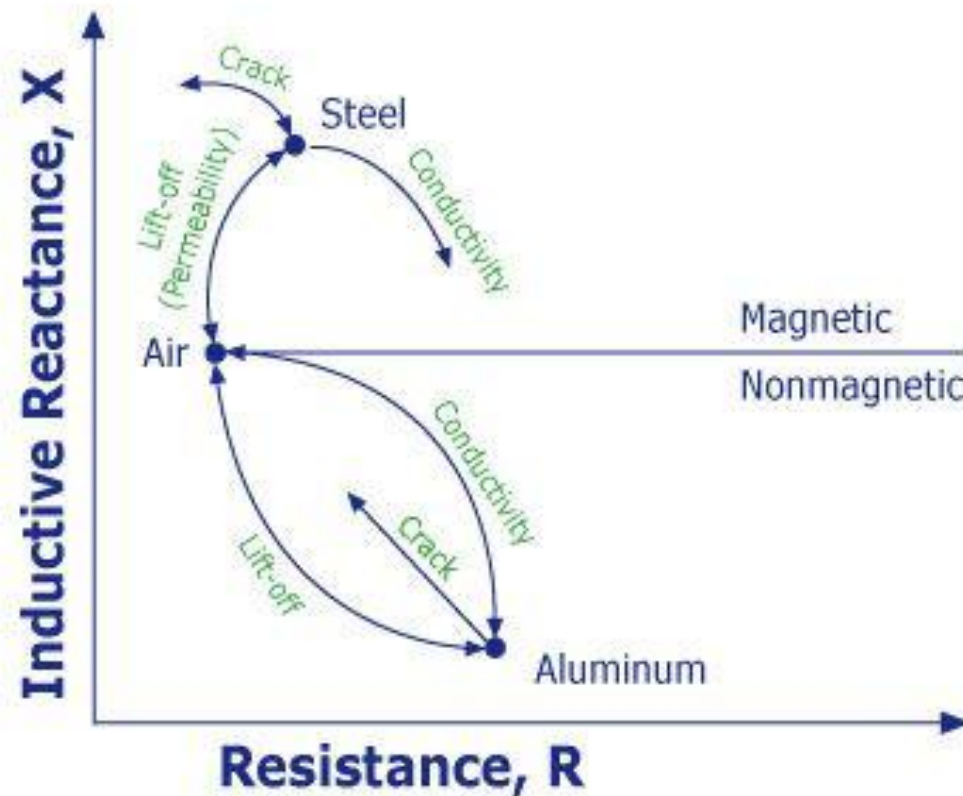 Inductive Reactance, X
Crack
Steel
Lift-off
(Permeability)
Conductivity
Air
Magnetic
Nonmagnetic
Conductivity
Crack
Lift-off
Aluminum
Resistance, R